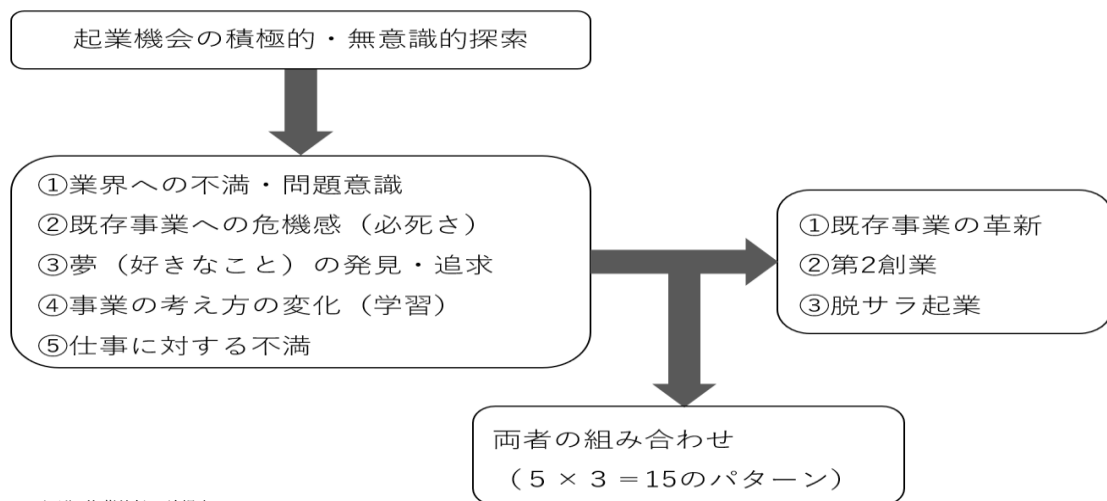 起業機会の積極的・無意識的探索
①業界への不満・問題意識
②既存事業への危機感（必死さ）
③夢（好きなこと）の発見・追求
④事業の考え方の変化（学習）
⑤仕事に対する不満
①既存事業の革新
②第2創業
③脱サラ起業
両者の組み合わせ
（５×３＝15のパターン）